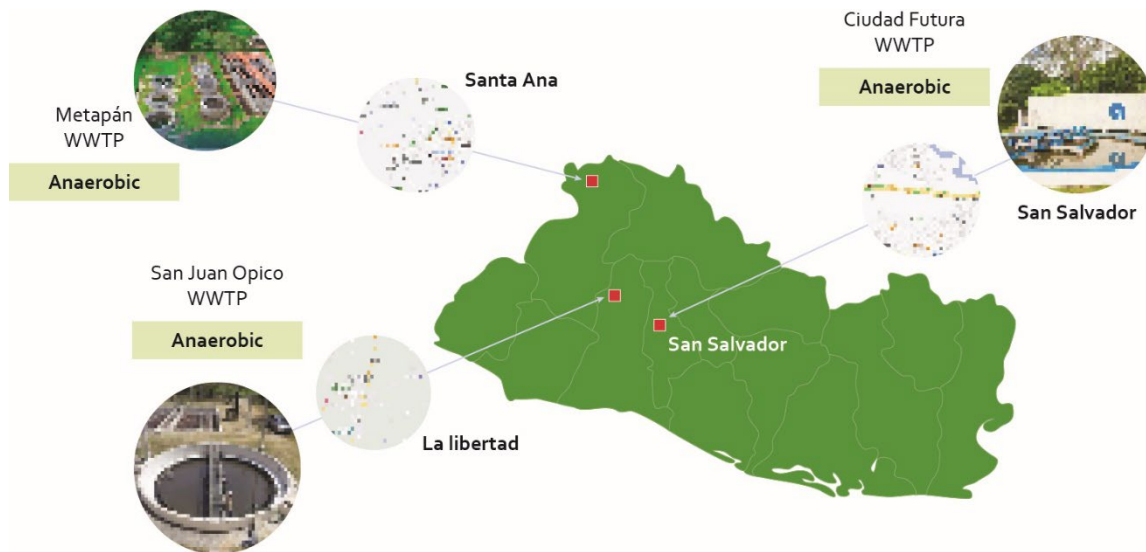 Ciudad Futura
WWTP
Anaerobic
San Salvador
Santa Ana
Metapán
WWTP
Anaerobic
San Juan Opico
WWTP
Anaerobic
La libertad
San Salvador